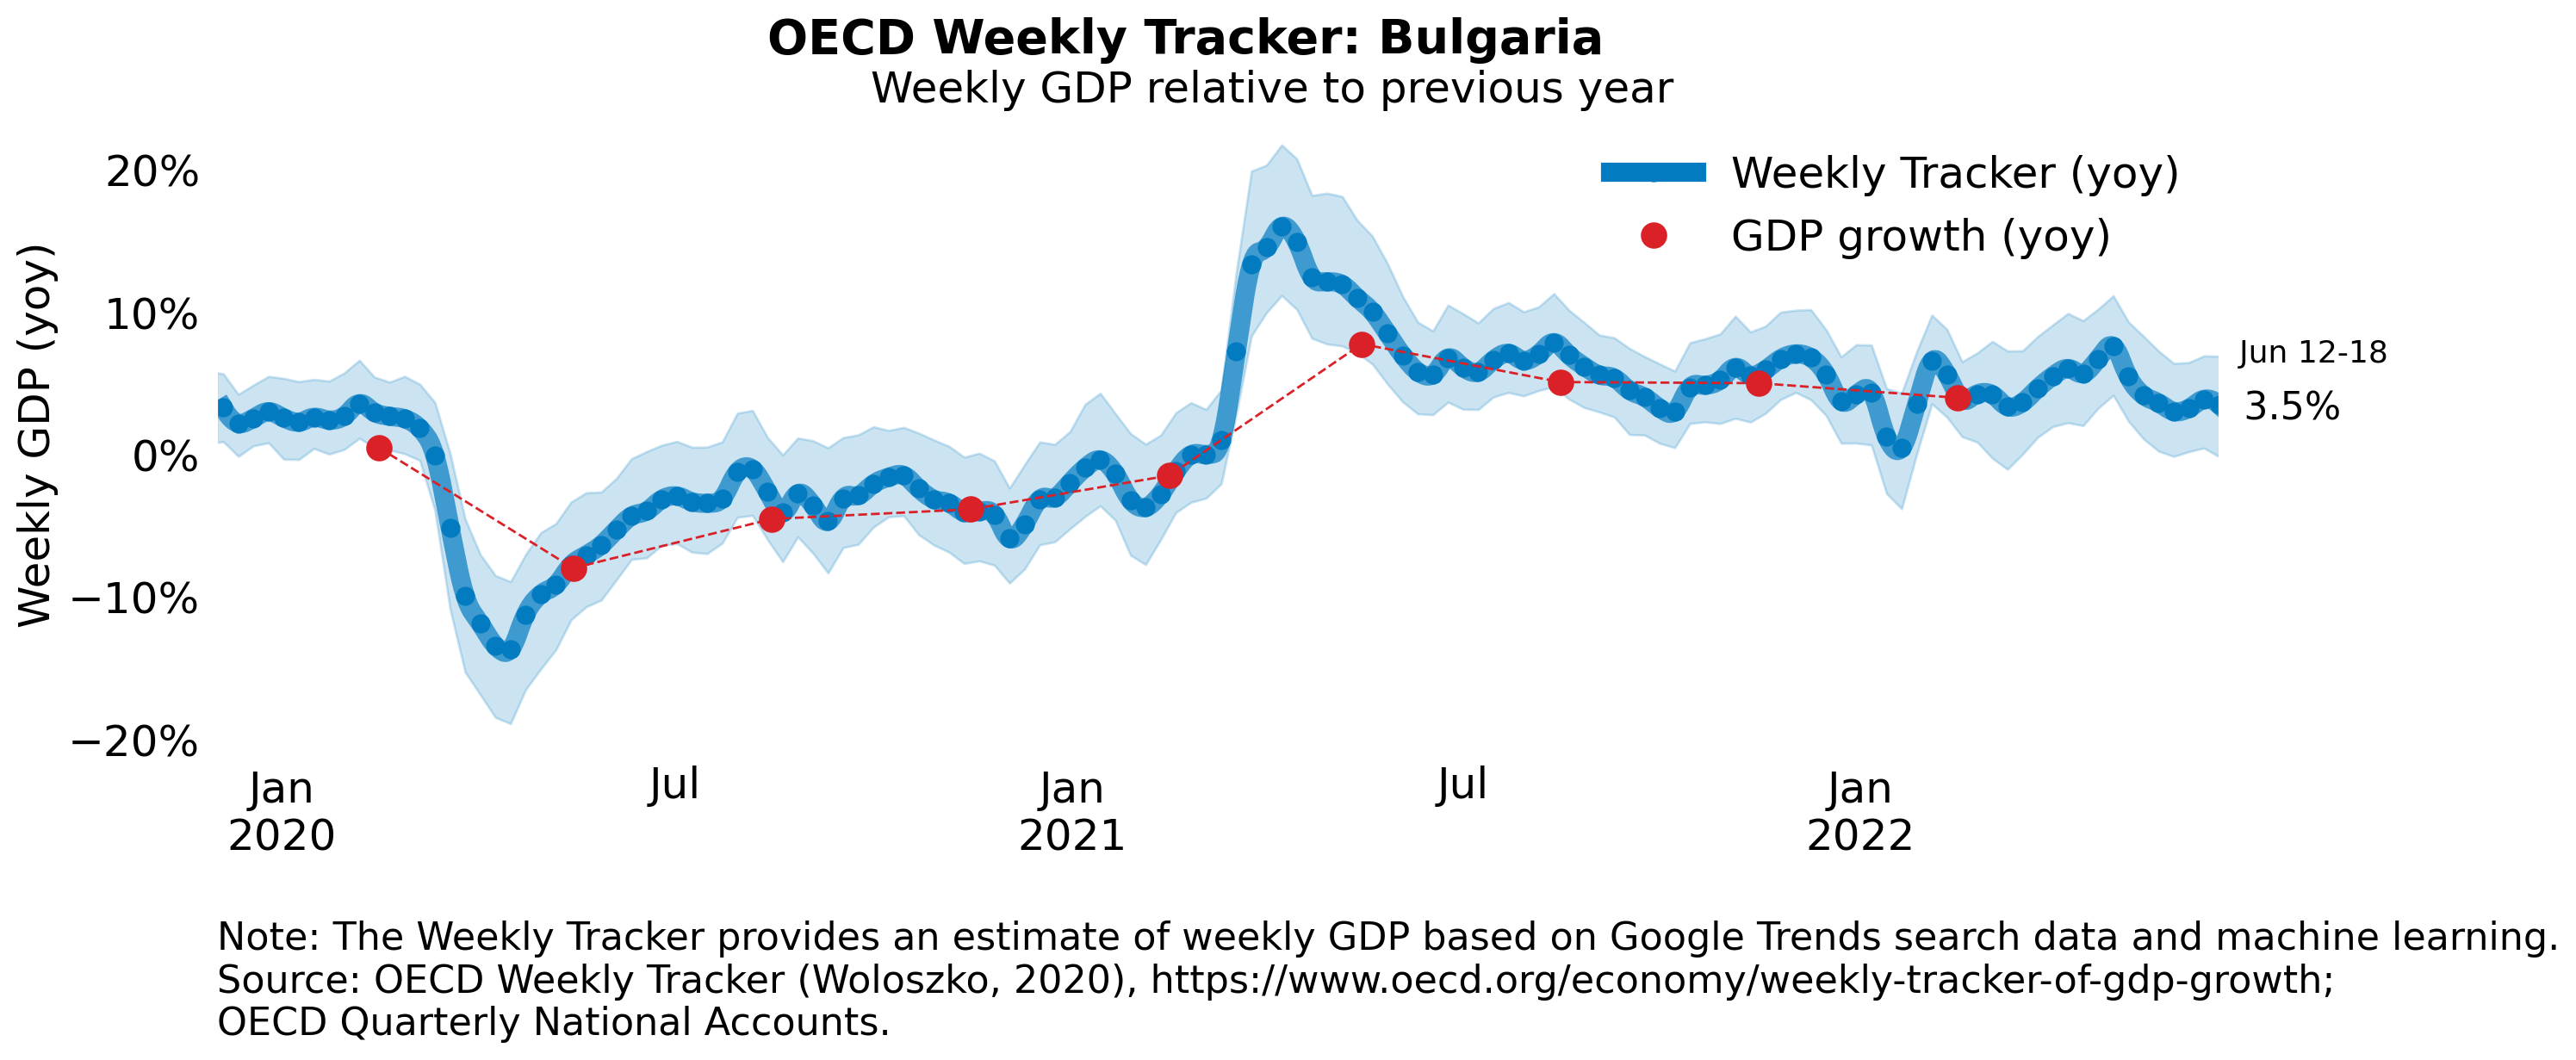 OECD Weekly Tracker: Bulgaria
Weekly GDP relative to previous year
Weekly Tracker (yoy)
GDP growth (yoy)
Weekly GDP (yoy)
20%
10%
0%
−10%
−20%
Jun 12-18
3.5%
Jan
2020
Jul
Jan
2021
Jul
Jan
2022
Note: The Weekly Tracker provides an estimate of weekly GDP based on Google Trends search data and machine learning.
Source: OECD Weekly Tracker (Woloszko, 2020), https://www.oecd.org/economy/weekly-tracker-of-gdp-growth;
OECD Quarterly National Accounts.